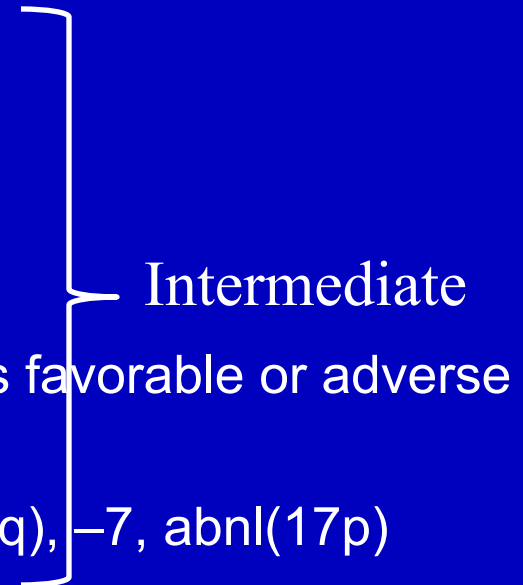 Intermediate
s favorable or adverse
q), –7, abnl(17p)